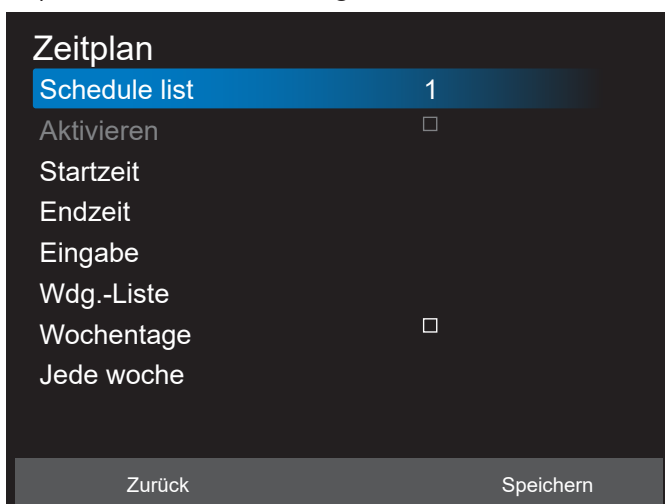 Zeitplan
Schedule list 1
Aktivieren
Startzeit
Endzeit
Eingabe
Wdg.-Liste
Wochentage
Jede woche
Zurück Speichern